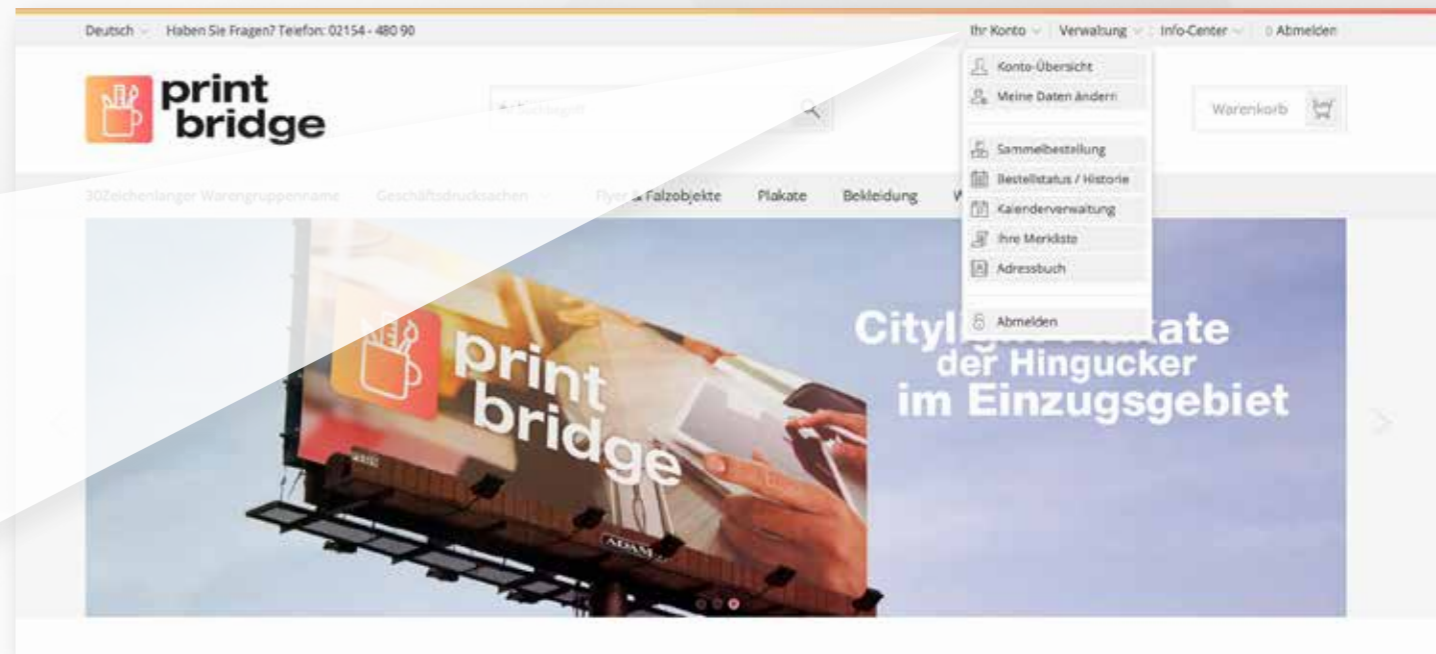 Deutsch Haben Sie Fragen? Telefon: 02154 - 480 90
Ihr Konto Verwaltung Info-Center Abmelden
print
bridge
Warenkorb
Konto-Übersicht
Meine Daten ändern
Sammelbestellung
Bestellstatus / Historie
Kalenderverwaltung
Ihre Merkliste
Adressbuch
Abmelden
30Zeichenlanger Warengruppenname Geschäftsdrucksachen Flyer & Falzobjekte Plakate Bekleidung
print
bridge
ADAM
der Hingucker
im Einzugsgebiet